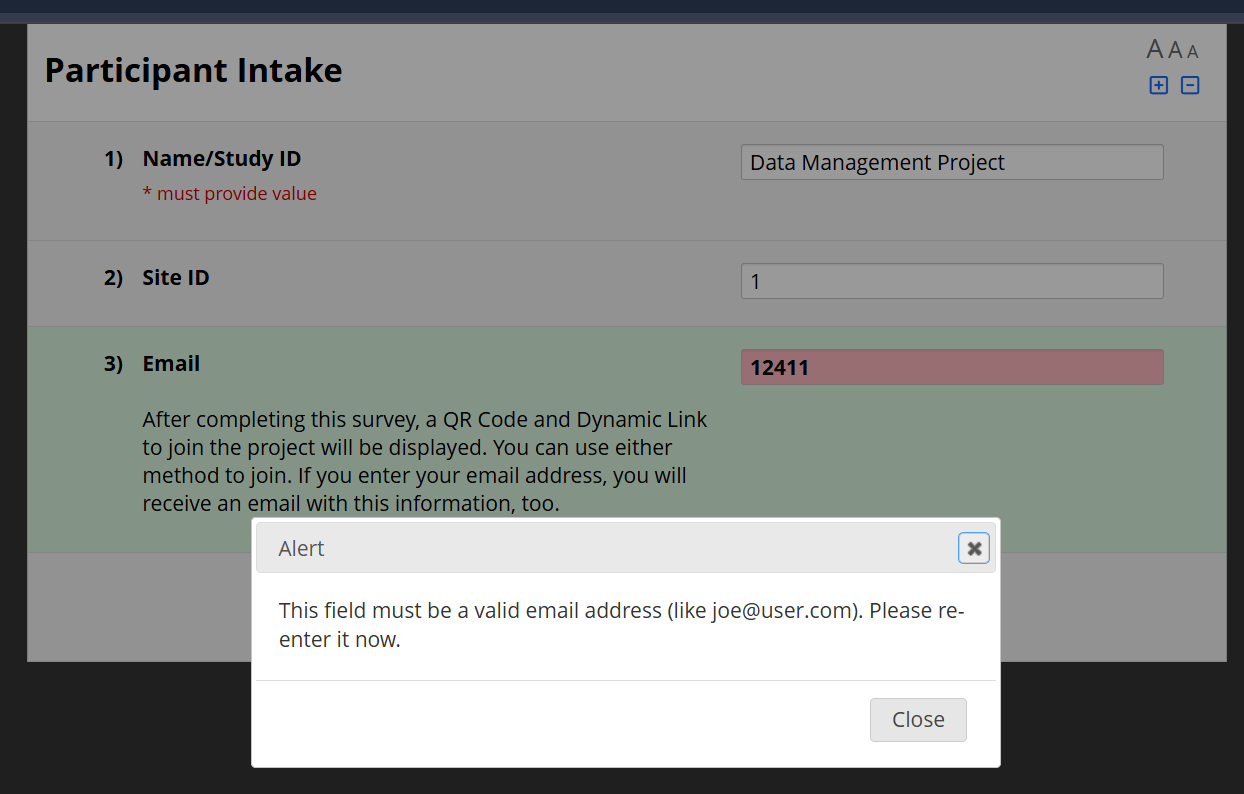 Participant Intake
A A A
1) Name/Study ID
Data Management Project
* must provide value
2) Site ID
1
3) Email
12411
After completing this survey, a QR Code and Dynamic Link
to join the project will be displayed. You can use either
method to join. If you enter your email address, you will
receive an email with this information, too.
Alert
This field must be a valid email address (like joe@user.com). Please re-
enter it now.
Close